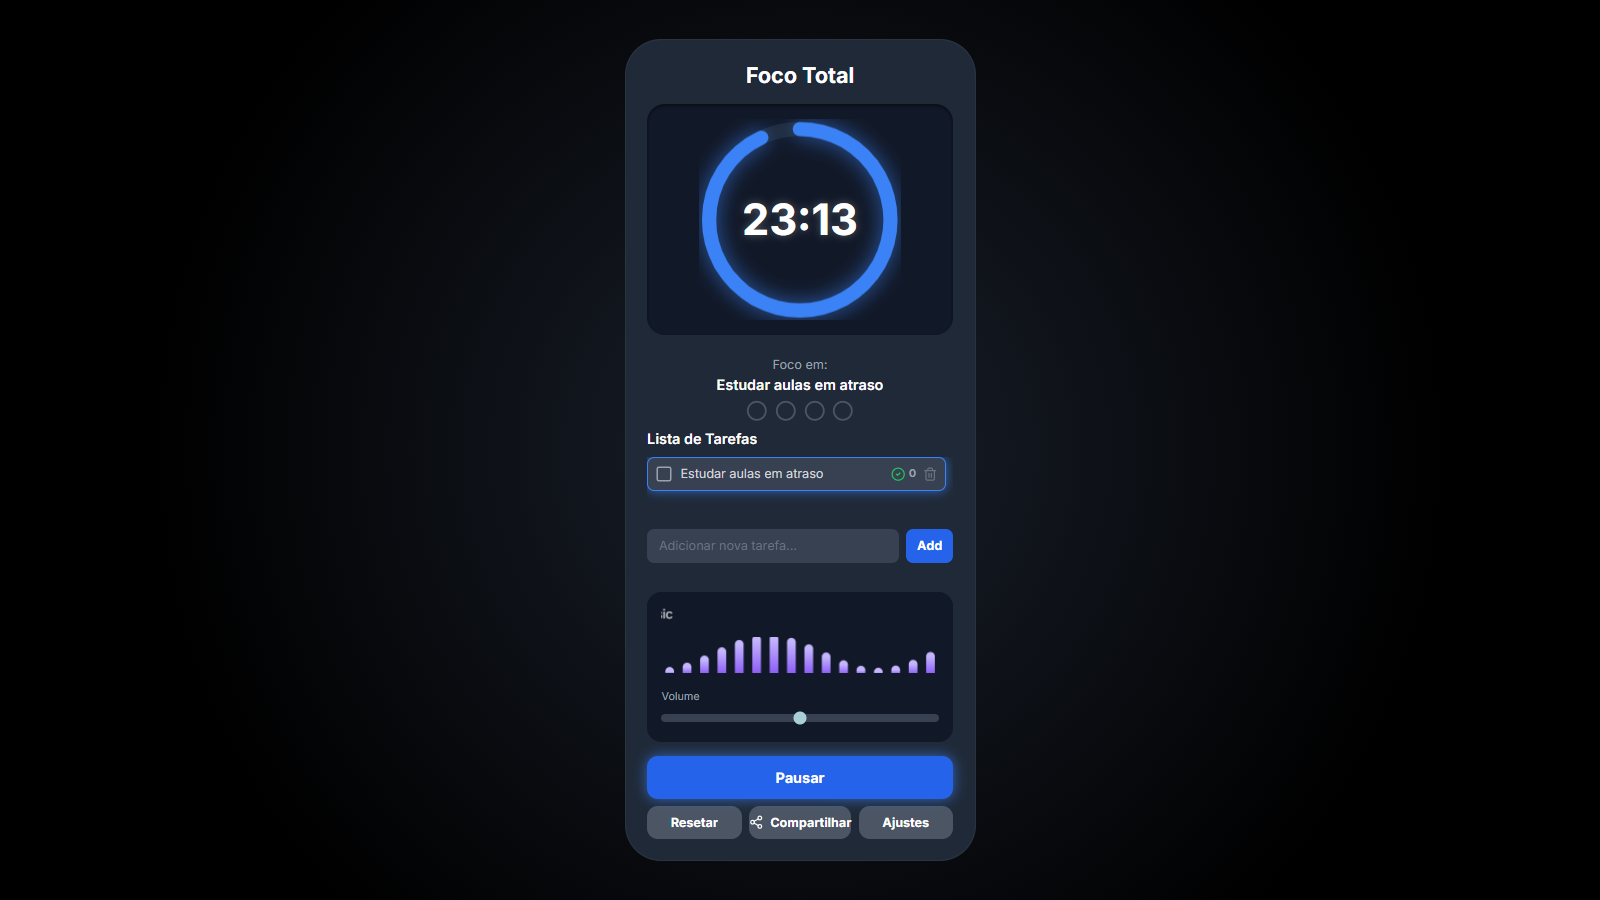 Foco Total
23:13
Foco em:
Estudar aulas em atraso
Lista de Tarefas
Estudar aulas em atraso 0
Adicionar nova tarefa... Add
sic
Volume
Pausar
Resetar Compartilhar Ajustes